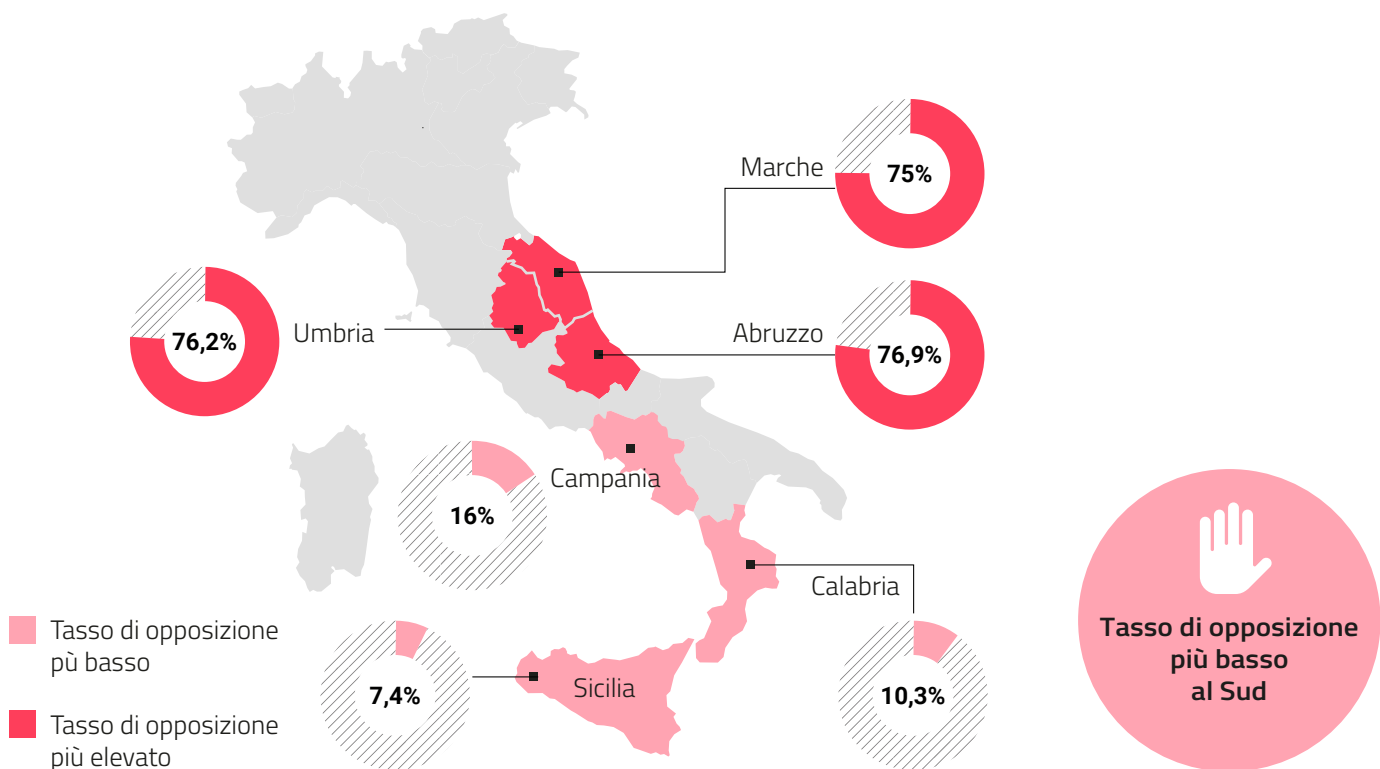 Marche
75%
76,2%
Umbria
Abruzzo
76,9%
Campania
16%
Calabria
10,3%
Sicilia
7,4%
Tasso di opposizione
pù basso
Tasso di opposizione
più elevato
Tasso di opposizione
più basso
al Sud